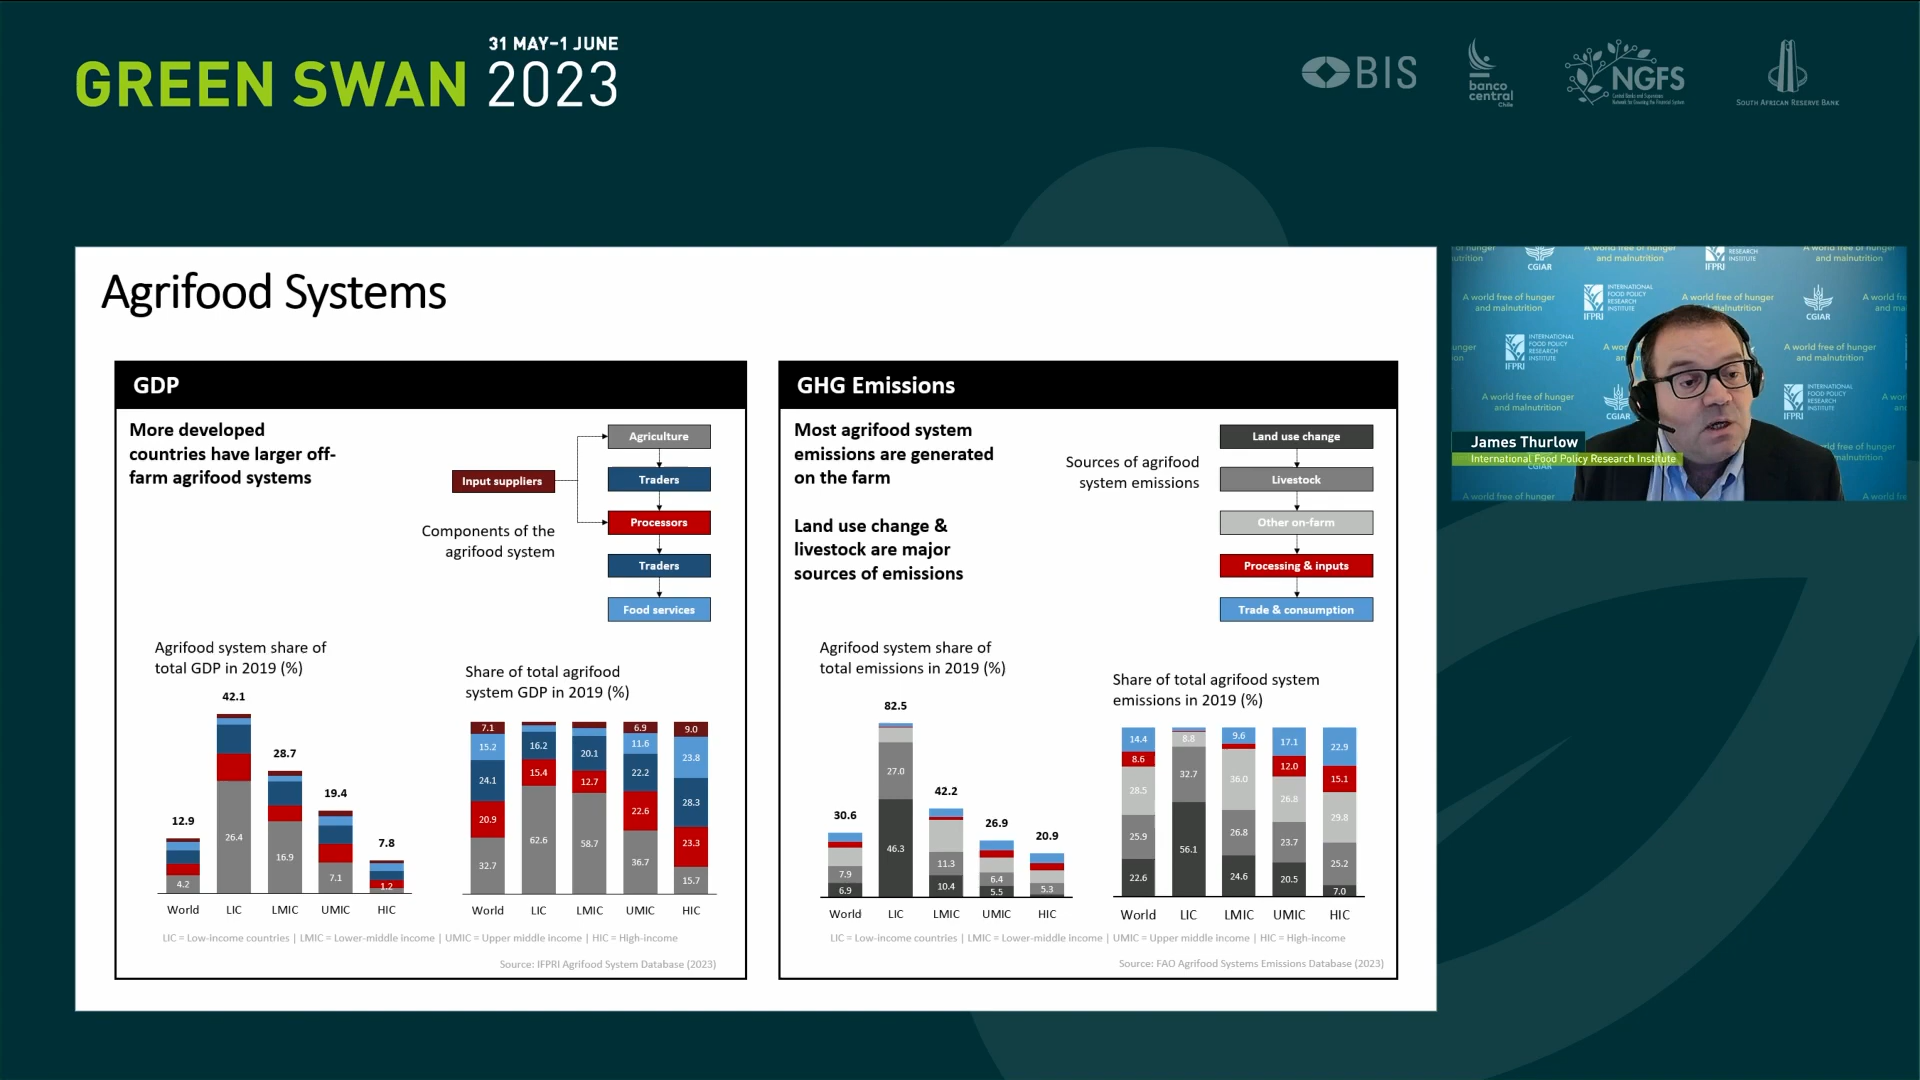 31 MAY–1 JUNE
GREEN SWAN 2023
BIS
banco
central
Chile
NGFS
SOUTH AFRICAN RESERVE BANK
Agrifood Systems
GDP
More developed
countries have larger off-
farm agrifood systems
Agriculture
Input suppliers
Traders
Processors
Components of the
agrifood system
Traders
Food services
Agrifood system share of
total GDP in 2019 (%)
42.1
28.7
19.4
12.9
7.8
26.4
16.9
7.1
4.2
1.2
World LIC LMIC UMIC HIC
Share of total agrifood
system GDP in 2019 (%)
7.1 6.9 9.0
15.2 16.2 20.1 11.6 23.8
24.1 15.4 12.7 22.2 28.3
20.9 22.6 23.3
32.7 62.6 58.7 36.7 15.7
World LIC LMIC UMIC HIC
LIC = Low-income countries | LMIC = Lower-middle income | UMIC = Upper middle income | HIC = High-income
Source: IFPRI Agrifood System Database (2023)
GHG Emissions
Most agrifood system
emissions are generated
on the farm
Land use change &
livestock are major
sources of emissions
Sources of agrifood
system emissions
Land use change
Livestock
Other on-farm
Processing & inputs
Trade & consumption
Agrifood system share of
total emissions in 2019 (%)
82.5
42.2
30.6
26.9
20.9
27.0
46.3
7.9 11.3 6.4 5.3
6.9 10.4 5.5
World LIC LMIC UMIC HIC
Share of total agrifood system
emissions in 2019 (%)
14.4 8.8 9.6 17.1 22.9
8.6 12.0 15.1
28.5 32.7 36.0 26.8 29.8
25.9 26.8 23.7 25.2
22.6 56.1 24.6 20.5 7.0
World LIC LMIC UMIC HIC
LIC = Low-income countries | LMIC = Lower-middle income | UMIC = Upper middle income | HIC = High-income
Source: FAO Agrifood Systems Emissions Database (2023)
A world free of hunger
and malnutrition
CGIAR
IFPRI
INTERNATIONAL
FOOD POLICY
RESEARCH
INSTITUTE
James Thurlow
International Food Policy Research Institute